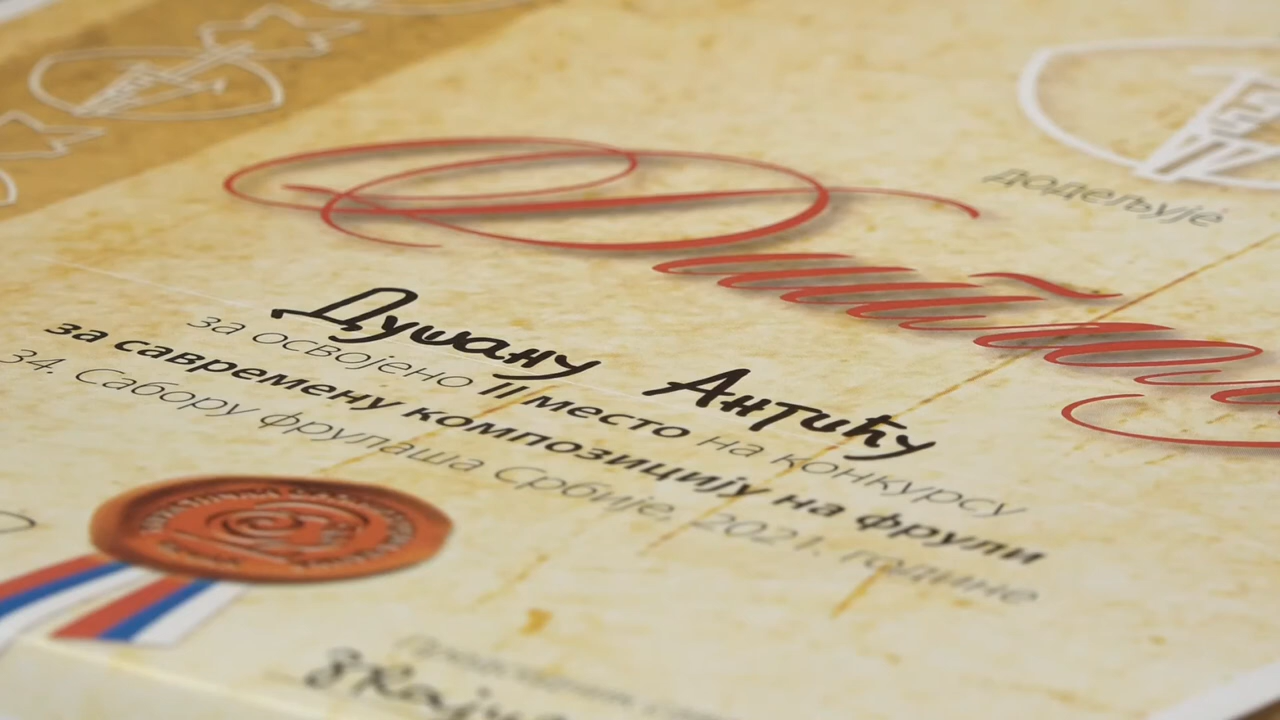 додељује
Диплому
Душану Антићу
за освојено II место на конкурсу
за савремену композицију на фрули
34. Сабору фрулаша Србије, 2021. године